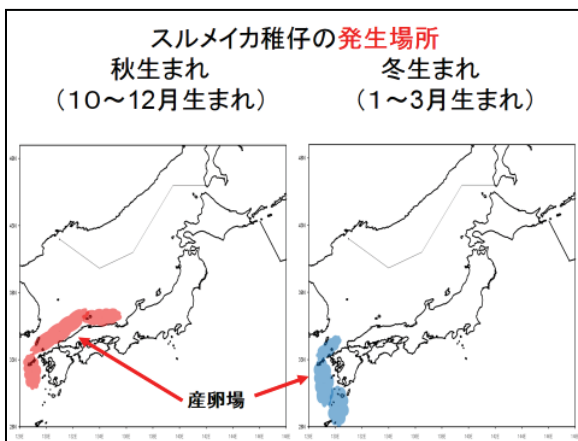 スルメイカ稚仔の発生場所
秋生まれ
(10～12月生まれ)
冬生まれ
(1～3月生まれ)
産卵場